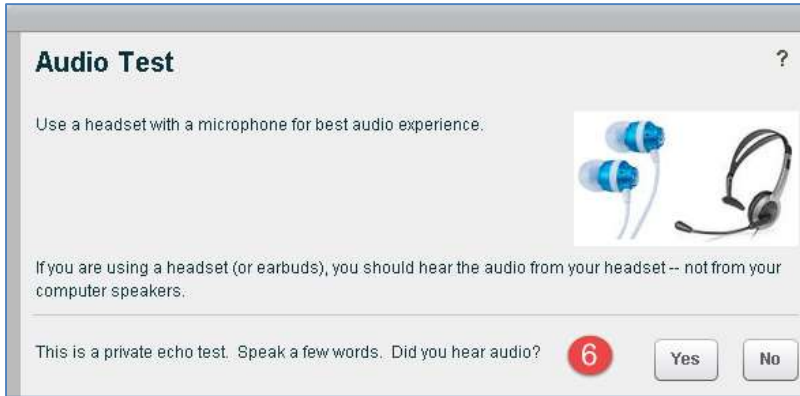 Audio Test
?
Use a headset with a microphone for best audio experience.
If you are using a headset (or earbuds), you should hear the audio from your headset -- not from your
computer speakers.
This is a private echo test.  Speak a few words.  Did you hear audio? 6 Yes No